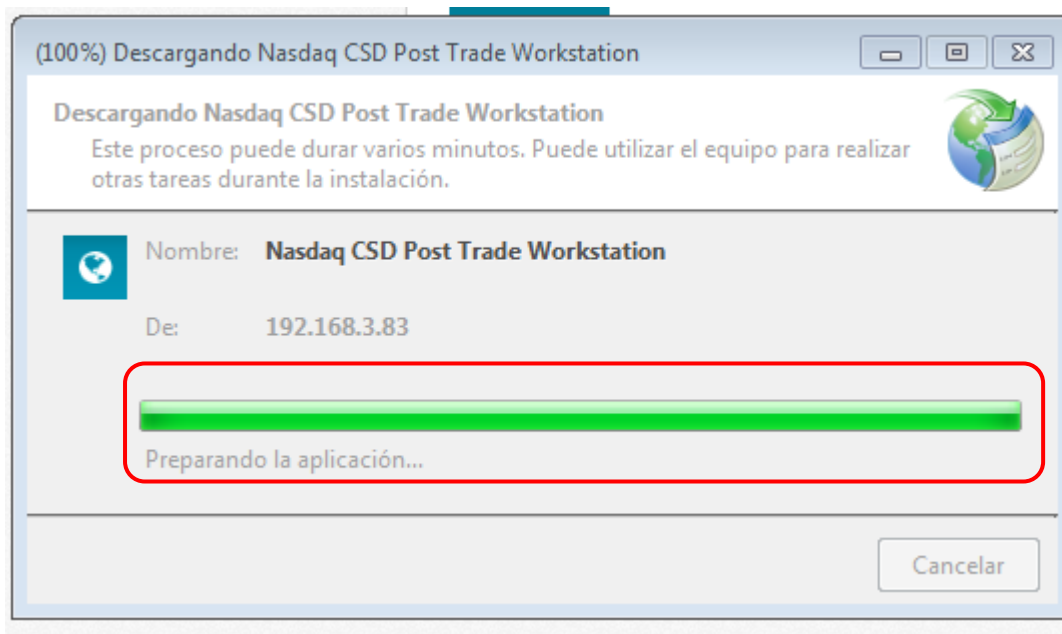 (100%) Descargando Nasdaq CSD Post Trade Workstation
Descargando Nasdaq CSD Post Trade Workstation
Este proceso puede durar varios minutos. Puede utilizar el equipo para realizar
otras tareas durante la instalación.
Nombre: Nasdaq CSD Post Trade Workstation
De: 192.168.3.83
Preparando la aplicación...
Cancelar